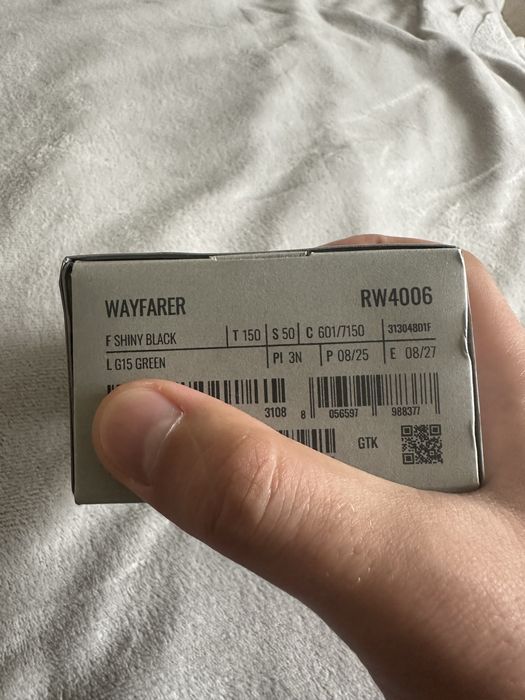 WAYFARER RW4006
F SHINY BLACK T 150 S 50 C 601/7150 31304801F
L G15 GREEN PI 3N P 08/25 E 08/27
3108 8 056597 988377
GTK